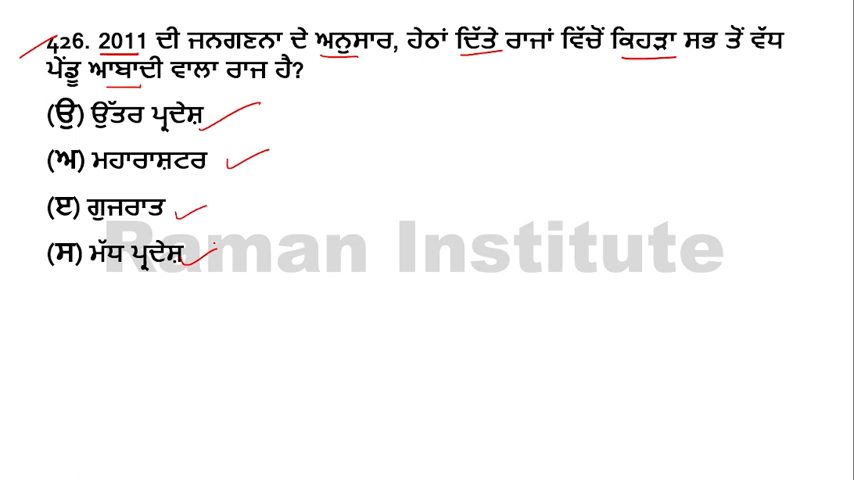 426. 2011 ਦੀ ਜਨਗਣਨਾ ਦੇ ਅਨੁਸਾਰ, ਹੇਠਾਂ ਦਿੱਤੇ ਰਾਜਾਂ ਵਿੱਚੋਂ ਕਿਹੜਾ ਸਭ ਤੋਂ ਵੱਧ
ਪੇਂਡੂ ਆਬਾਦੀ ਵਾਲਾ ਰਾਜ ਹੈ?
(ੳ) ਉੱਤਰ ਪ੍ਰਦੇਸ਼
(ਅ) ਮਹਾਰਾਸ਼ਟਰ
(ੲ) ਗੁਜਰਾਤ
(ਸ) ਮੱਧ ਪ੍ਰਦੇਸ਼
Raman Institute